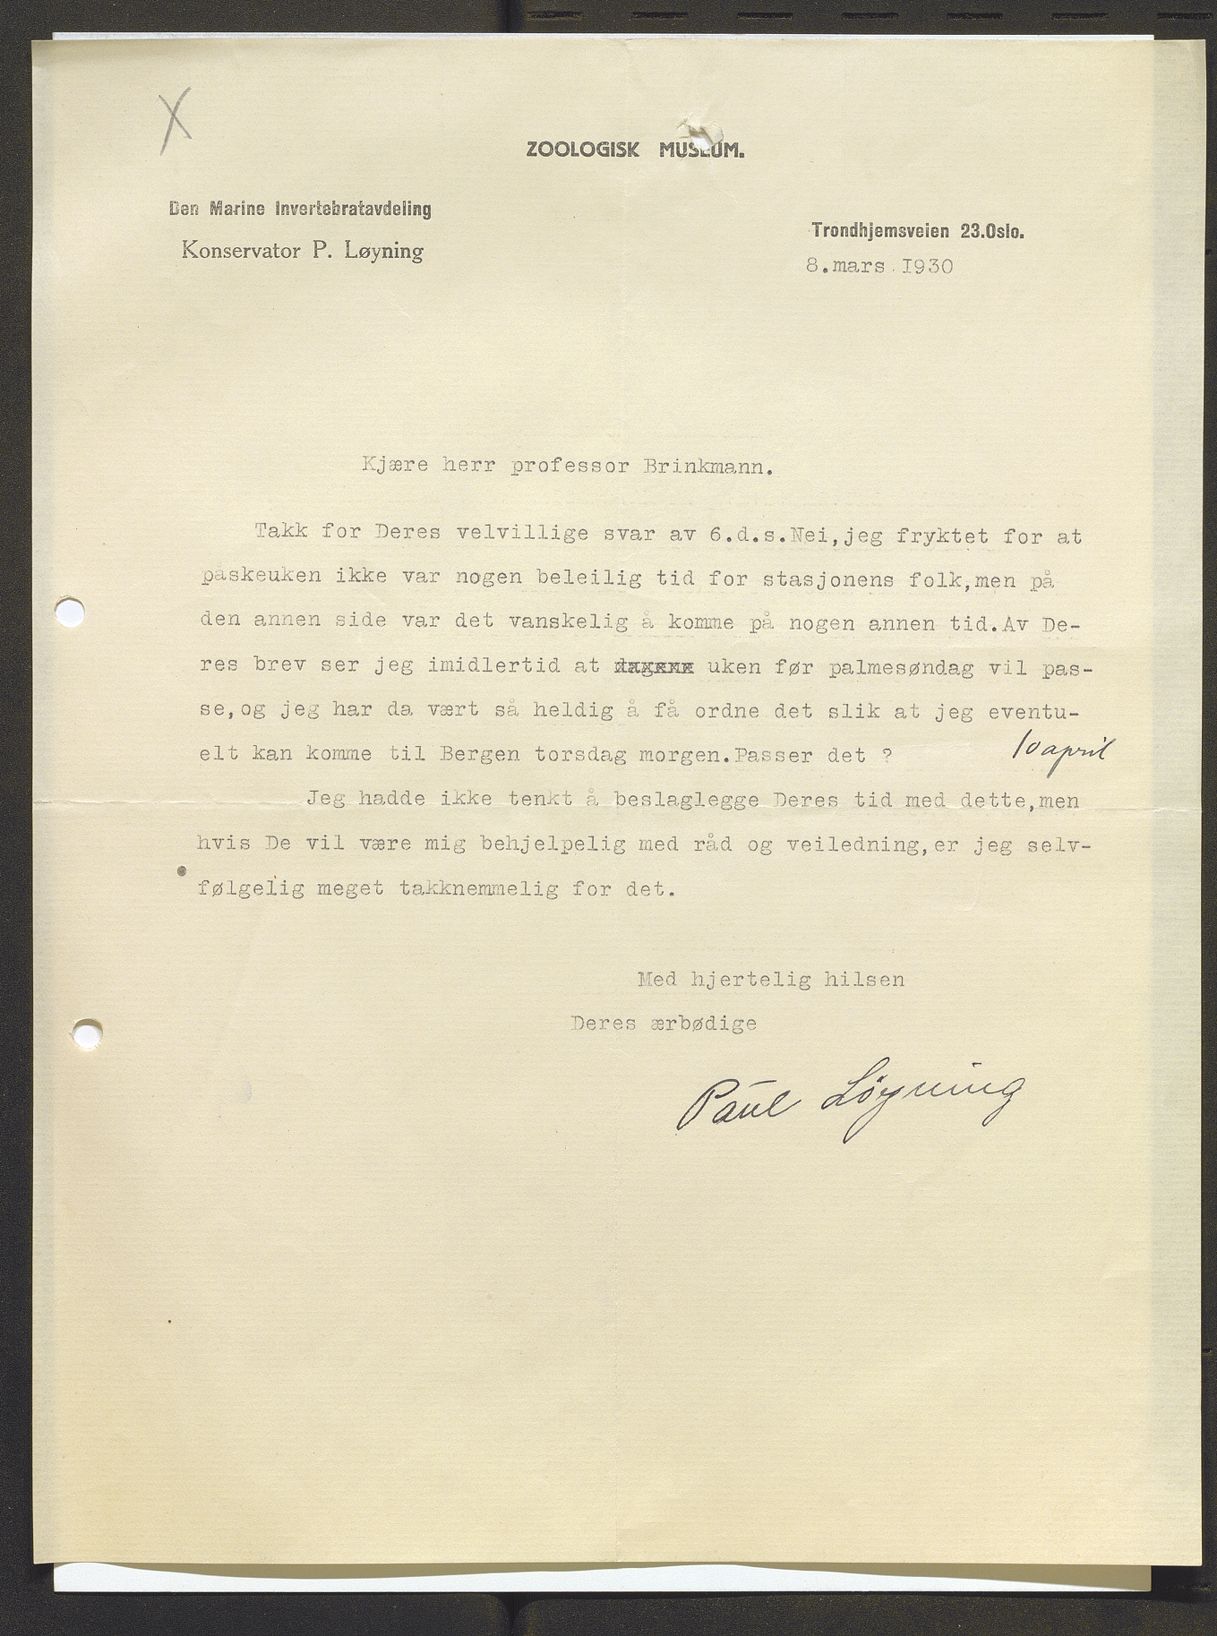 X
ZOOLOGISK MUSEUM.
Den Marine Invertebratavdeling
Konservator P. Løyning
Trondhjemsveien 23.Oslo.
8.mars 1930
Kjære herr professor Brinkmann.
Takk for Deres velvillige svar av 6.d.s.Nei,jeg fryktet for at
påskeuken ikke var nogen beleilig tid for stasjonens folk,men på
den annen side var det vanskelig å komme på nogen annen tid.Av De-
res brev ser jeg imidlertid at uken før palmesøndag vil pas-
se,og jeg har da vært så heldig å få ordne det slik at jeg eventu-
elt kan komme til Bergen torsdag morgen.Passer det ? 10 april
Jeg hadde ikke tenkt å beslaglegge Deres tid med dette,men
hvis De vil være mig behjelpelig med råd og veiledning,er jeg selv-
følgelig meget takknemmelig for det.
Med hjertelig hilsen
Deres ærbødige
Paul Løyning